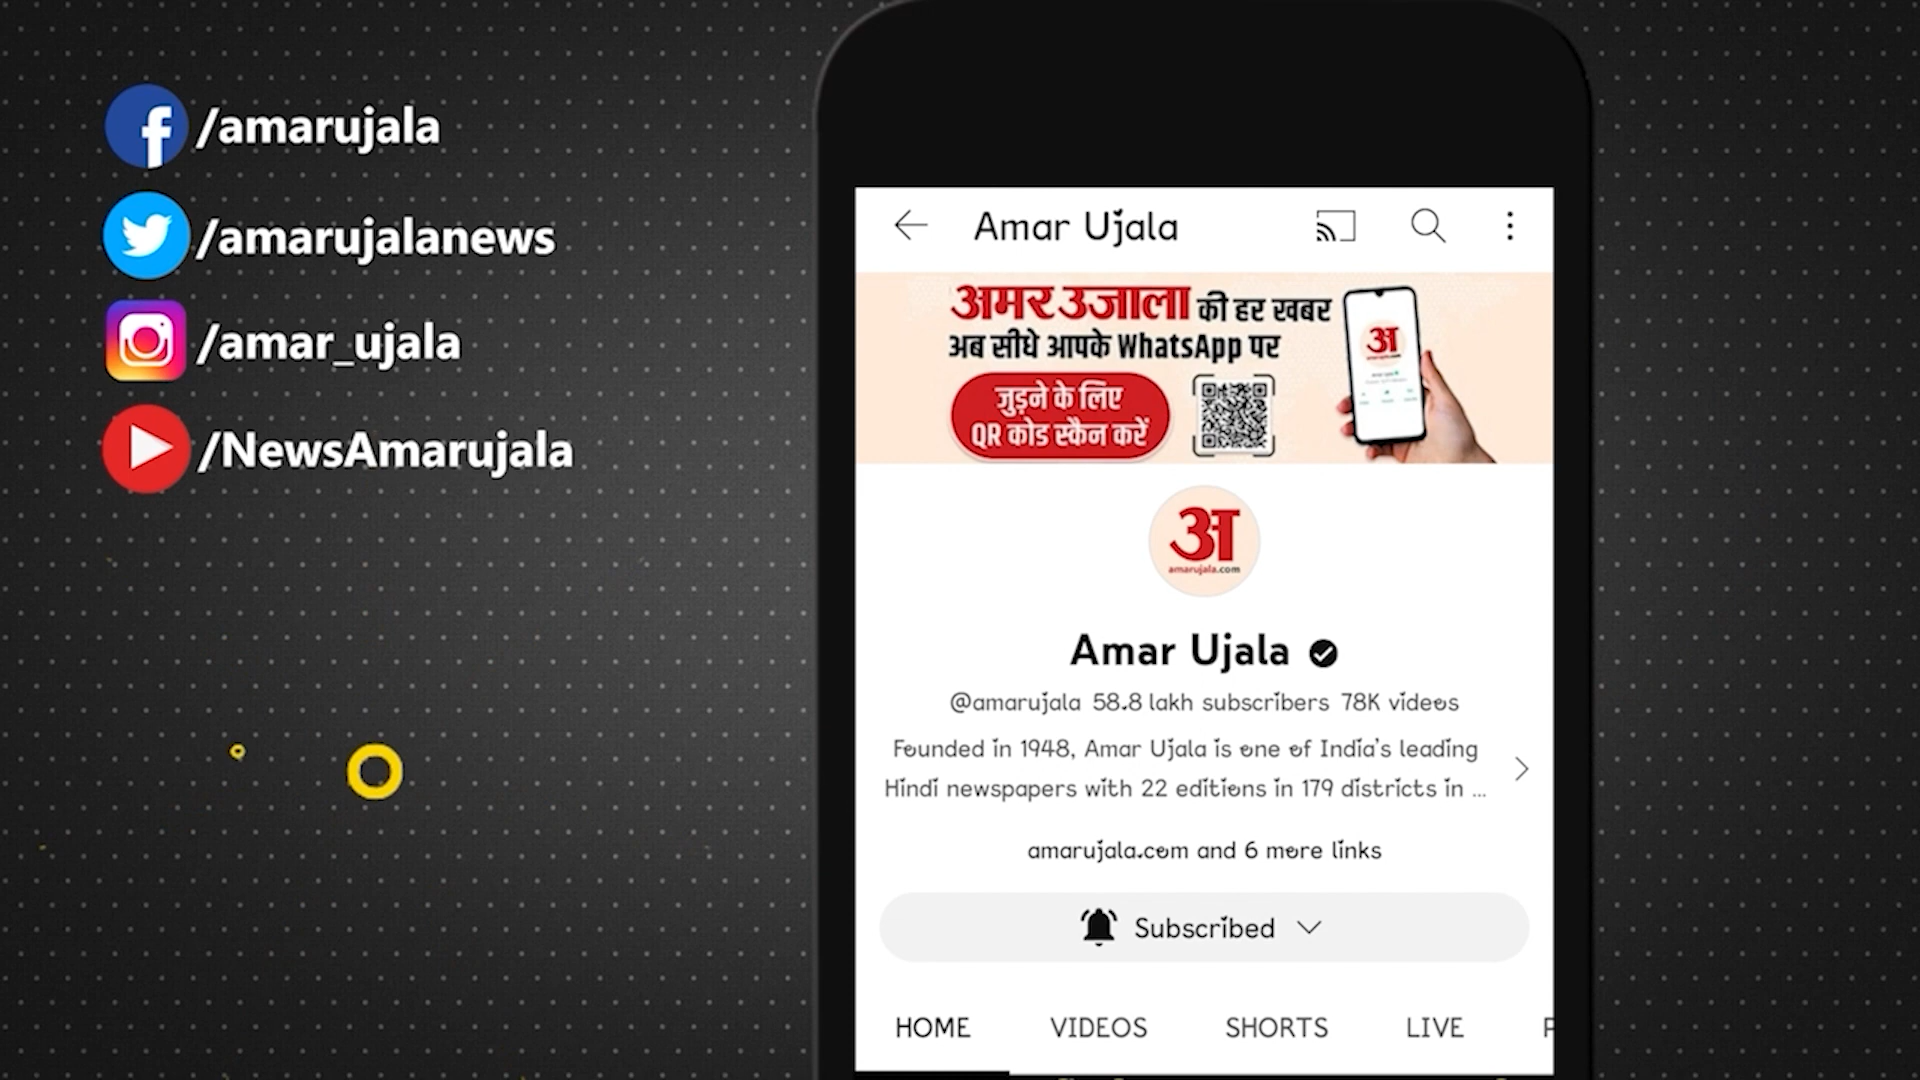 /amarujala
/amarujalanews
/amar_ujala
/NewsAmarujala
Amar Ujala
अमर उजाला की हर खबर
अब सीधे आपके WhatsApp पर
जुड़ने के लिए
QR कोड स्कैन करें
अ
अ
amarujala.com
Amar Ujala
@amarujala 58.8 lakh subscribers 78K videos
Founded in 1948, Amar Ujala is one of India's leading
Hindi newspapers with 22 editions in 179 districts in ...
amarujala.com and 6 more links
Subscribed
HOME VIDEOS SHORTS LIVE